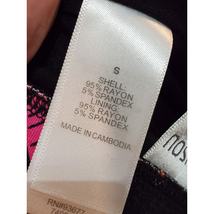 S
SHELL:
95% RAYON
5% SPANDEX
LINING:
95% RAYON
5% SPANDEX
MADE IN CAMBODIA